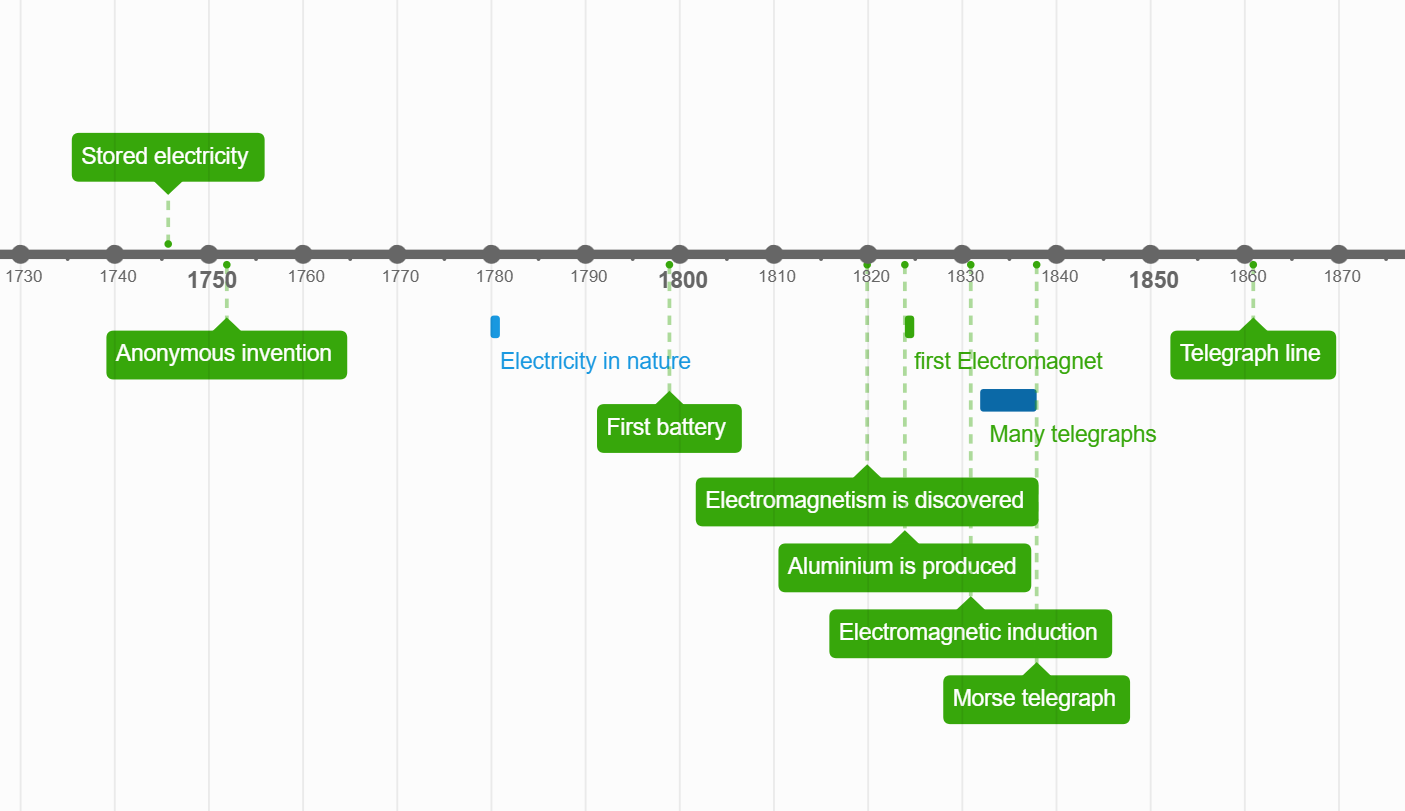 Stored electricity
1730 1740 1750 1760 1770 1780 1790 1800 1810 1820 1830 1840 1850 1860 1870
Anonymous invention
Electricity in nature
first Electromagnet
Telegraph line
First battery
Many telegraphs
Electromagnetism is discovered
Aluminium is produced
Electromagnetic induction
Morse telegraph